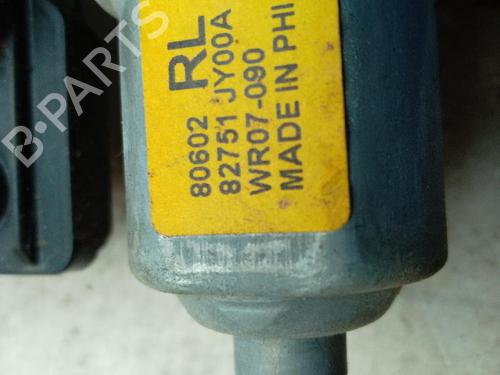 80602 RL
82751 JY00A
WR07-090
MADE IN PHI
B-PARTS